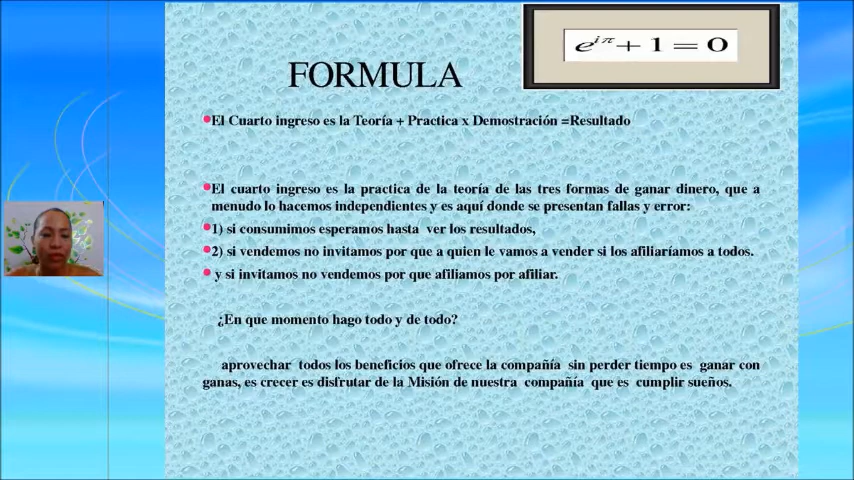 e^{iπ} + 1 = 0
FORMULA
El Cuarto ingreso es la Teoría + Practica x Demostración =Resultado
El cuarto ingreso es la practica de la teoría de las tres formas de ganar dinero, que a
menudo lo hacemos independientes y es aquí donde se presentan fallas y error:
1) si consumimos esperamos hasta ver los resultados,
2) si vendemos no invitamos por que a quien le vamos a vender si los afiliaríamos a todos.
y si invitamos no vendemos por que afiliamos por afiliar.
¿En que momento hago todo y de todo?
aprovechar todos los beneficios que ofrece la compañía sin perder tiempo es ganar con
ganas, es crecer es disfrutar de la Misión de nuestra compañía que es cumplir sueños.